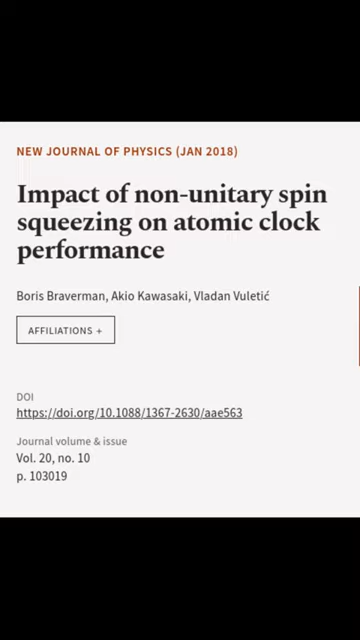 NEW JOURNAL OF PHYSICS (JAN 2018)
Impact of non-unitary spin
squeezing on atomic clock
performance
Boris Braverman, Akio Kawasaki, Vladan Vuletić
AFFILIATIONS +
DOI
https://doi.org/10.1088/1367-2630/aae563
Journal volume & issue
Vol. 20, no. 10
p. 103019